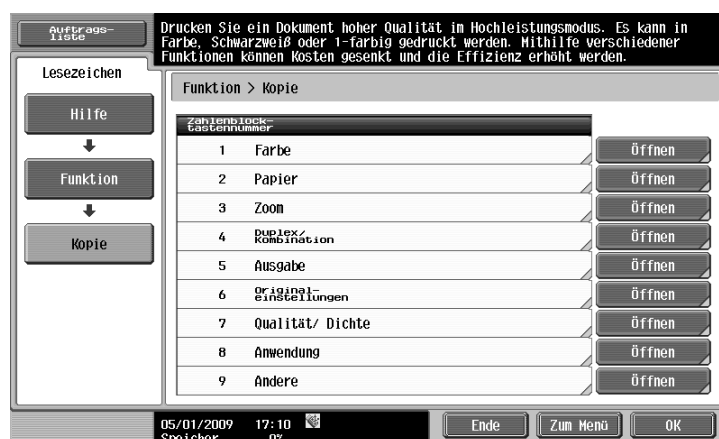 Auftrags-
liste
Drucken Sie ein Dokument hoher Qualität im Hochleistungsmodus. Es kann in
Farbe, Schwarzweiß oder 1-farbig gedruckt werden. Mithilfe verschiedener
Funktionen können Kosten gesenkt und die Effizienz erhöht werden.
Lesezeichen
Hilfe
Funktion
Kopie
Funktion > Kopie
Zahlenblock-
tastennummer
1 Farbe Öffnen
2 Papier Öffnen
3 Zoom Öffnen
4 Duplex/
Kombination Öffnen
5 Ausgabe Öffnen
6 Original-
einstellungen Öffnen
7 Qualität/ Dichte Öffnen
8 Anwendung Öffnen
9 Andere Öffnen
05/01/2009 17:10
Speicher 0%
Ende Zum Menü OK